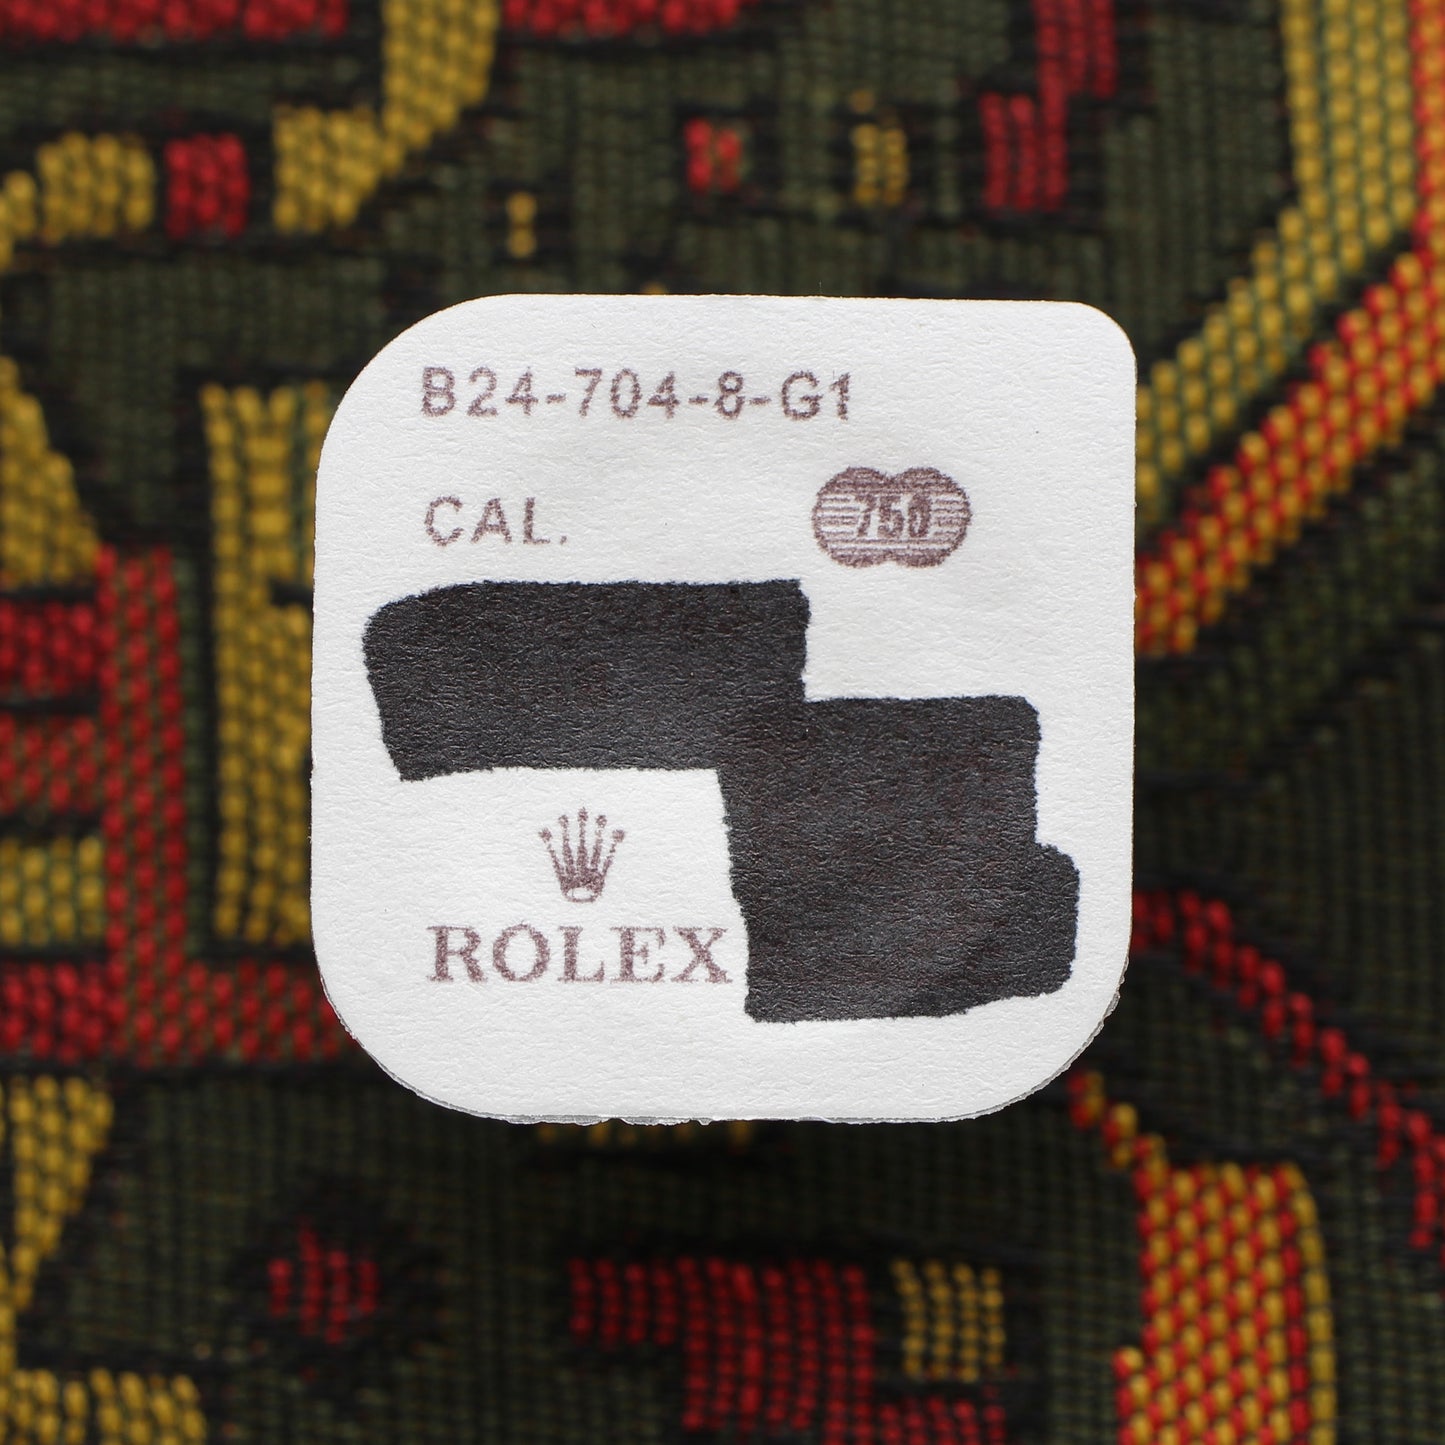 B24-704-8-G1
CAL.
750
ROLEX